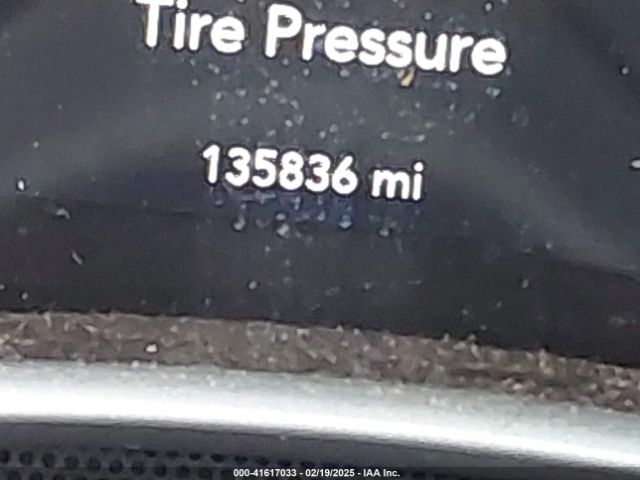 Tire Pressure
135836 mi
000-41617033 - 02/19/2025 - IAA Inc.